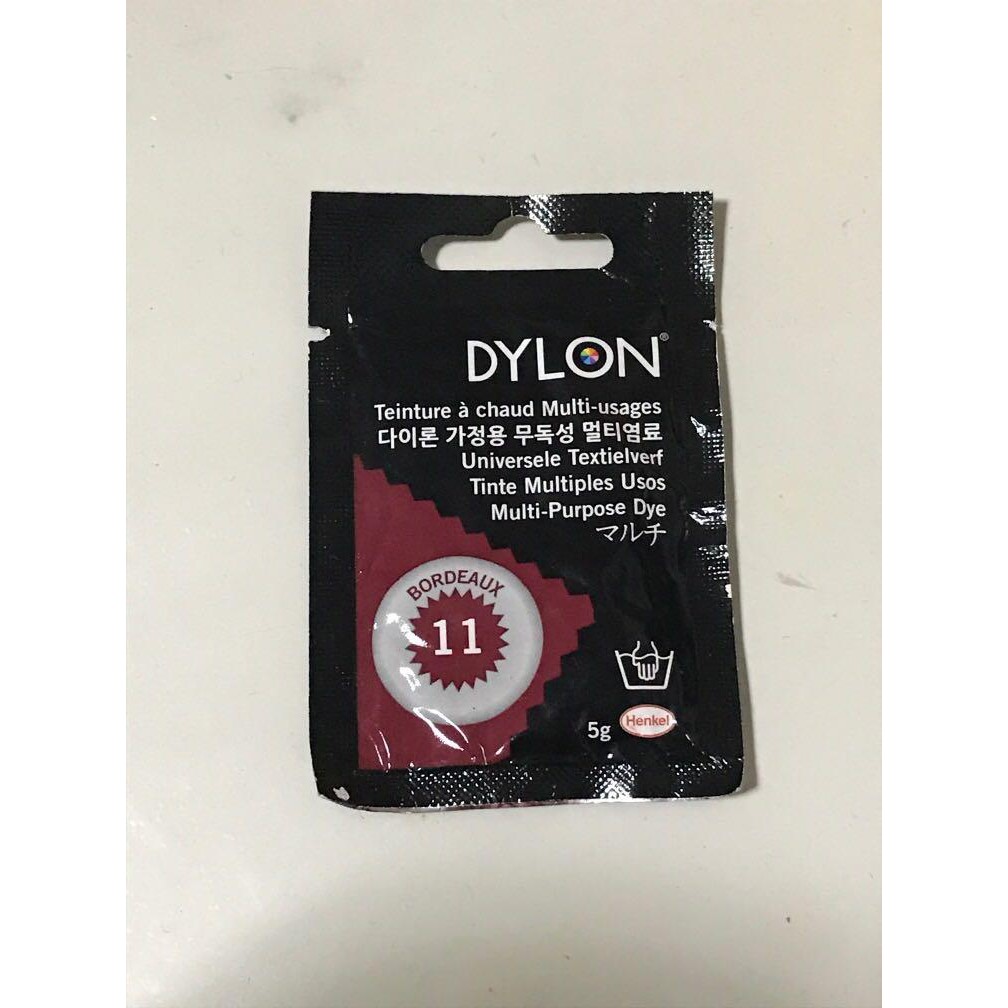 DYLON®
Teinture à chaud Multi-usages
다이론 가정용 무독성 멀티염료
Universele Textielverf
Tinte Multiples Usos
Multi-Purpose Dye
マルチ
BORDEAUX
11
5g
Henkel